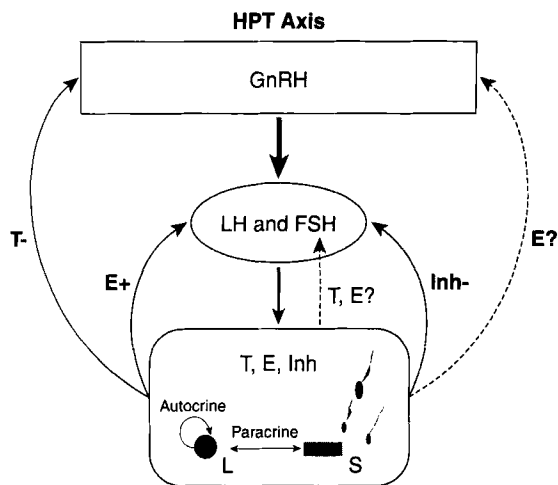 HPT Axis
GnRH
LH and FSH
T-
E+
T, E?
Inh-
E?
T, E, Inh
Autocrine
Paracrine
L
S